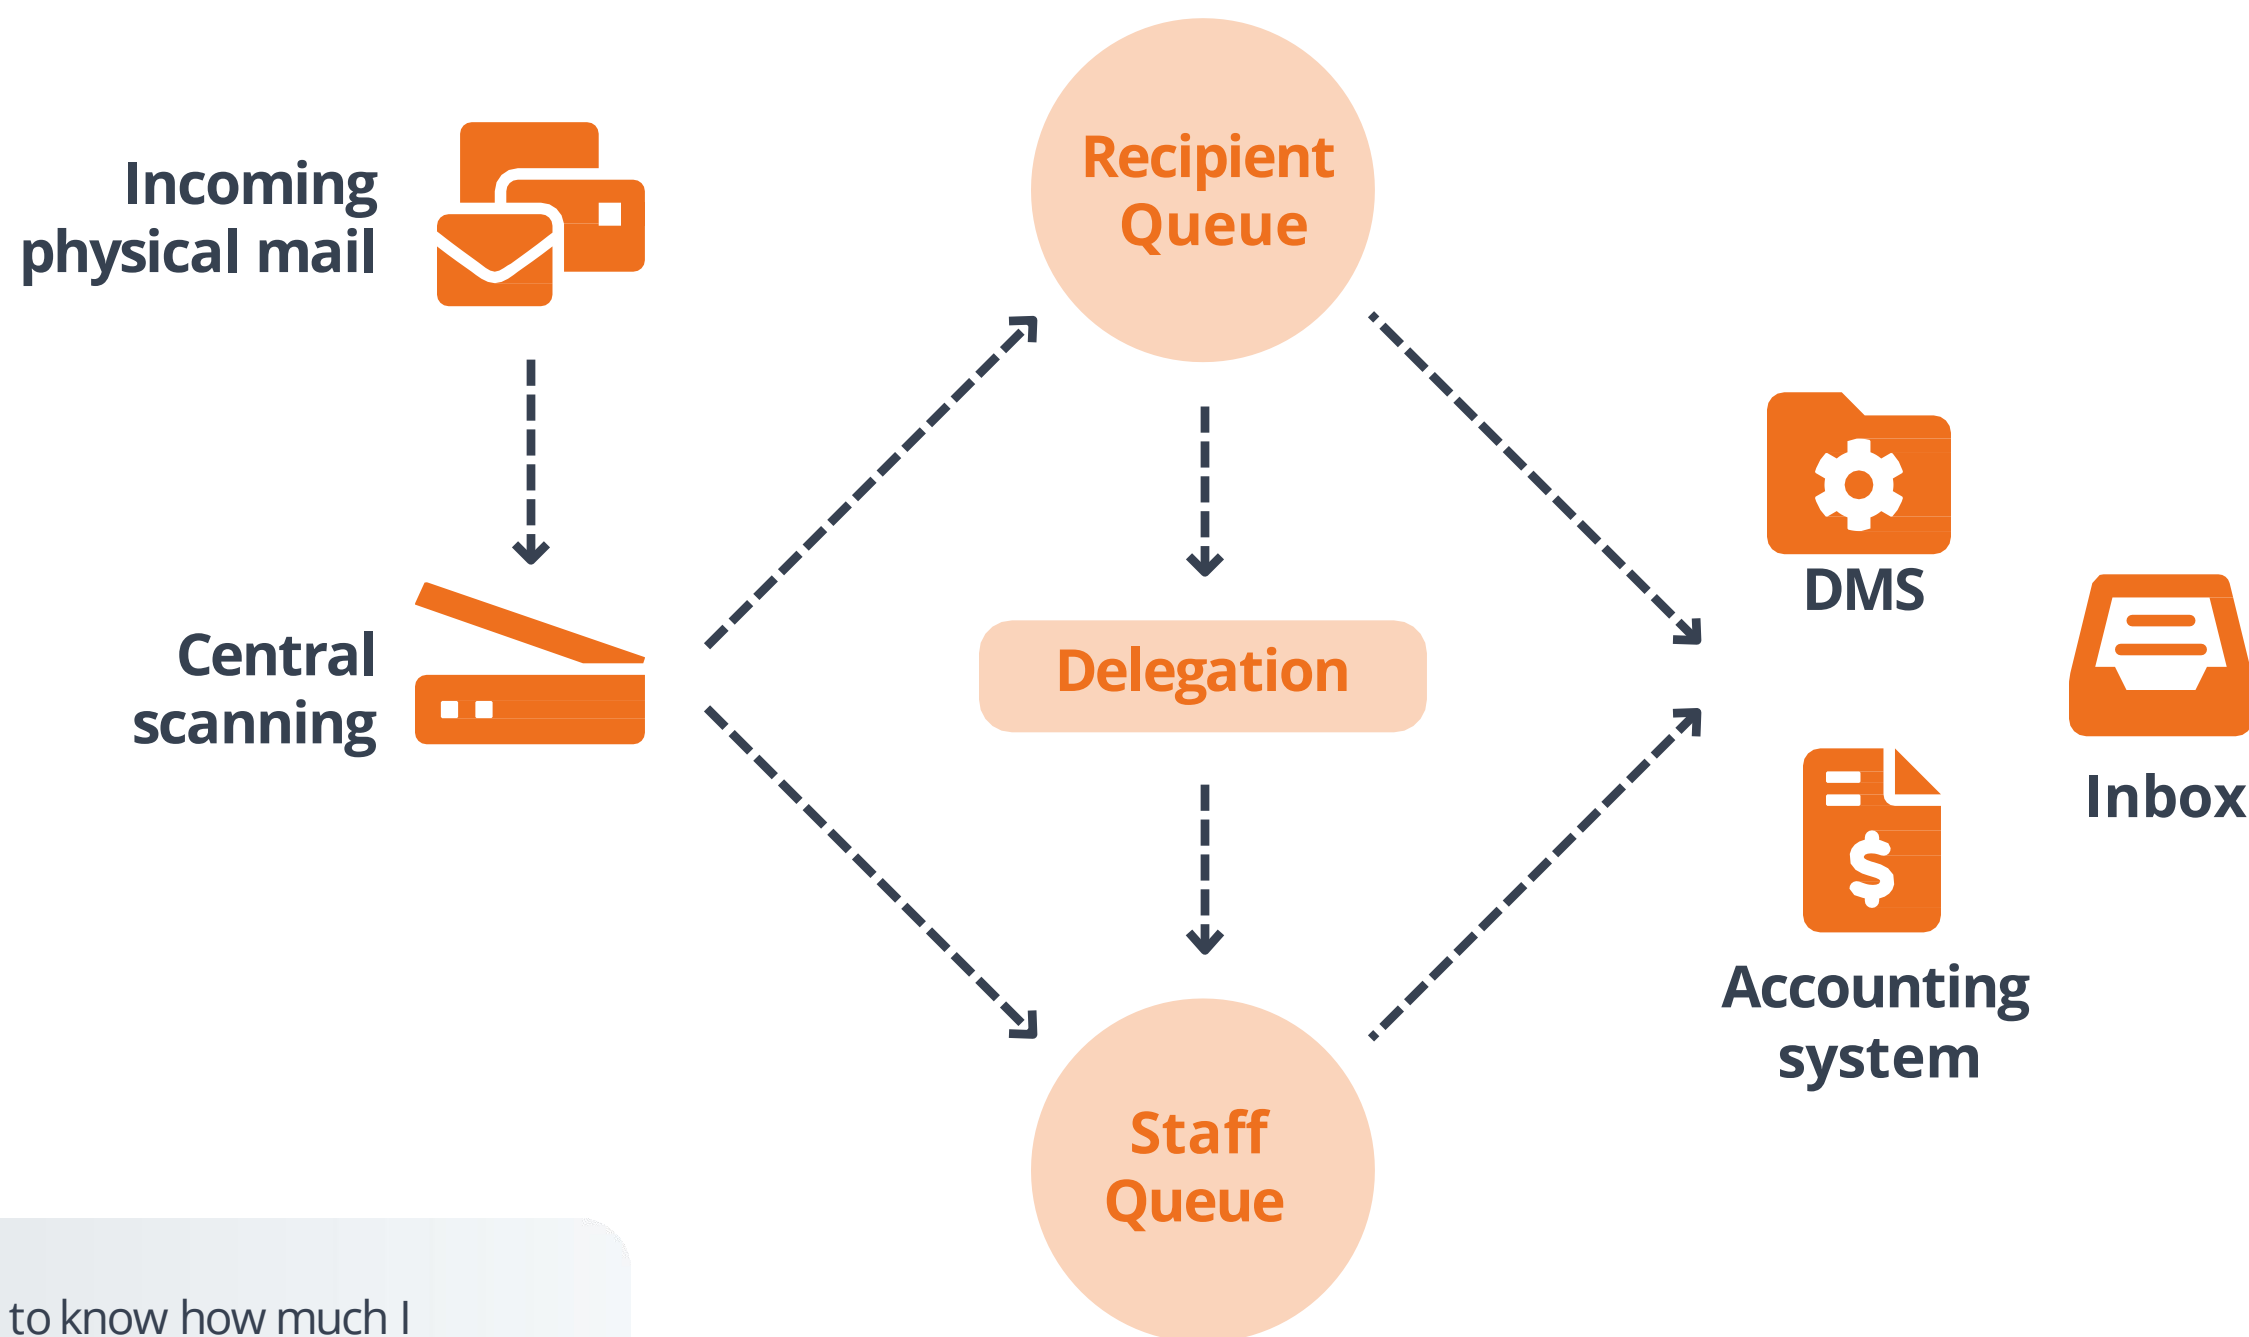 Incoming
physical mail
Central
scanning
Recipient
Queue
Delegation
Staff
Queue
DMS
Inbox
Accounting
system
to know how much I